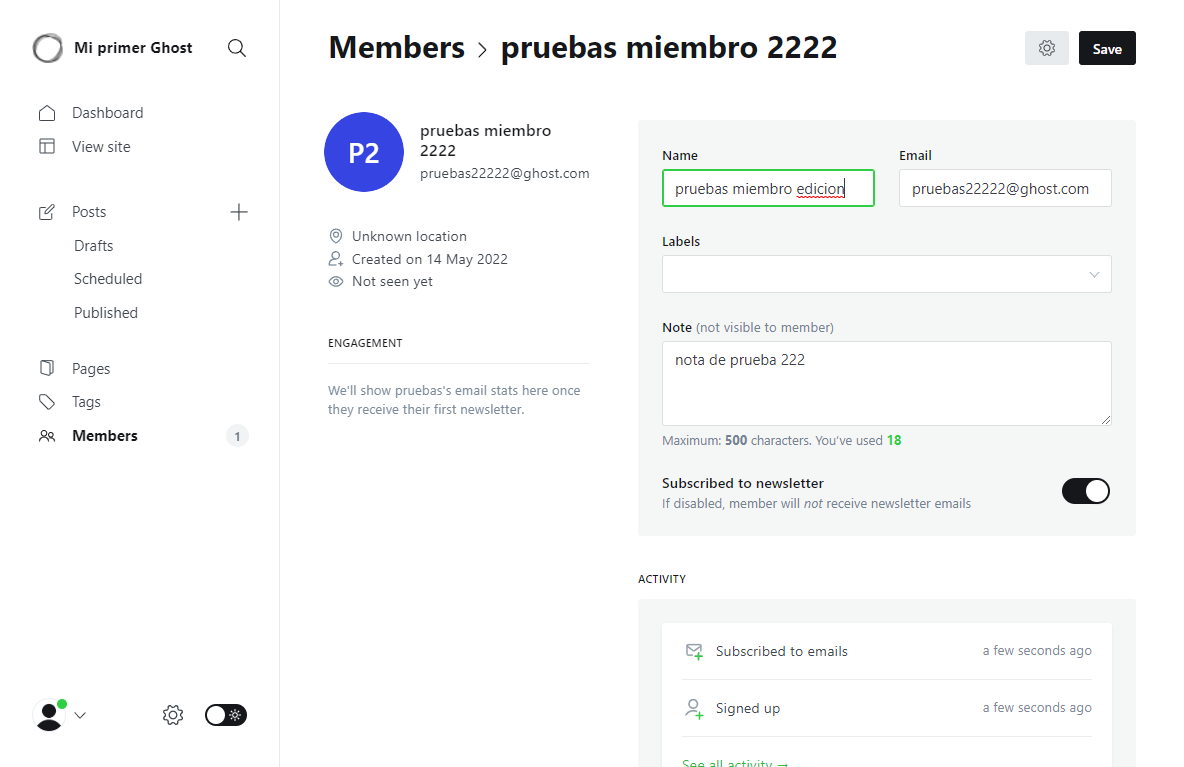 Mi primer Ghost
Dashboard
View site
Posts
Drafts
Scheduled
Published
Pages
Tags
Members 1
Members > pruebas miembro 2222
Save
P2
pruebas miembro
2222
pruebas22222@ghost.com
Unknown location
Created on 14 May 2022
Not seen yet
ENGAGEMENT
We'll show pruebas's email stats here once
they receive their first newsletter.
Name
pruebas miembro edicion
Email
pruebas22222@ghost.com
Labels
Note (not visible to member)
nota de prueba 222
Maximum: 500 characters. You've used 18
Subscribed to newsletter
If disabled, member will not receive newsletter emails
ACTIVITY
Subscribed to emails a few seconds ago
Signed up a few seconds ago
See all activity →